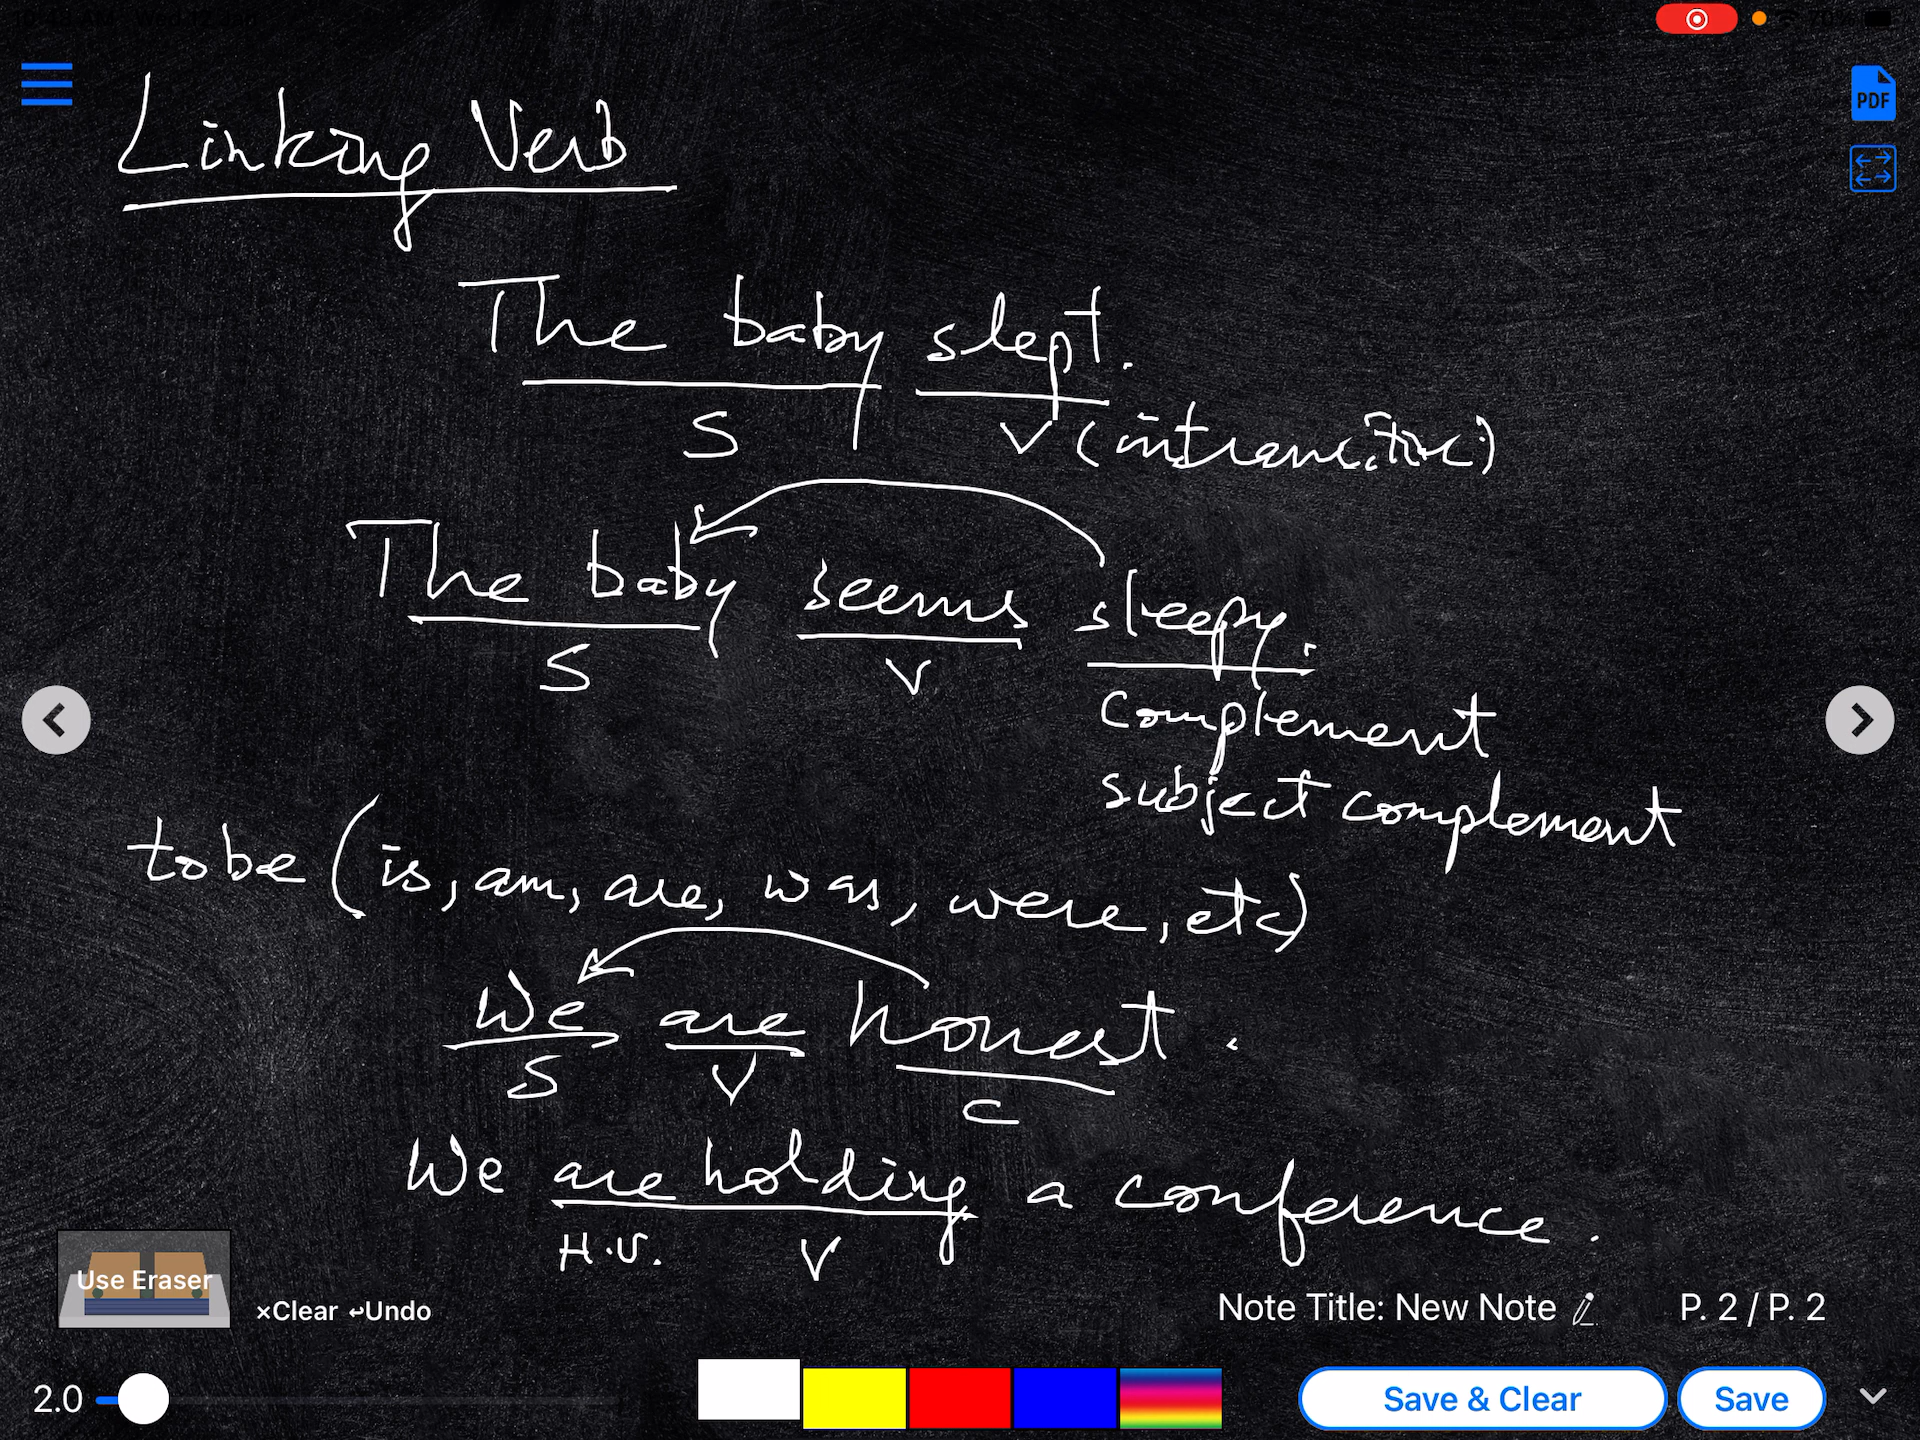 PDF
Linking Verb
The baby slept.
S V (intransitive)
The baby seems sleepy.
S V complement
subject complement
to be (is, am, are, was, were, etc)
We are honest.
S V C
We are holding a conference.
H.V. V
Use Eraser
×Clear ↩Undo
Note Title: New Note P. 2 / P. 2
2.0 Save & Clear Save